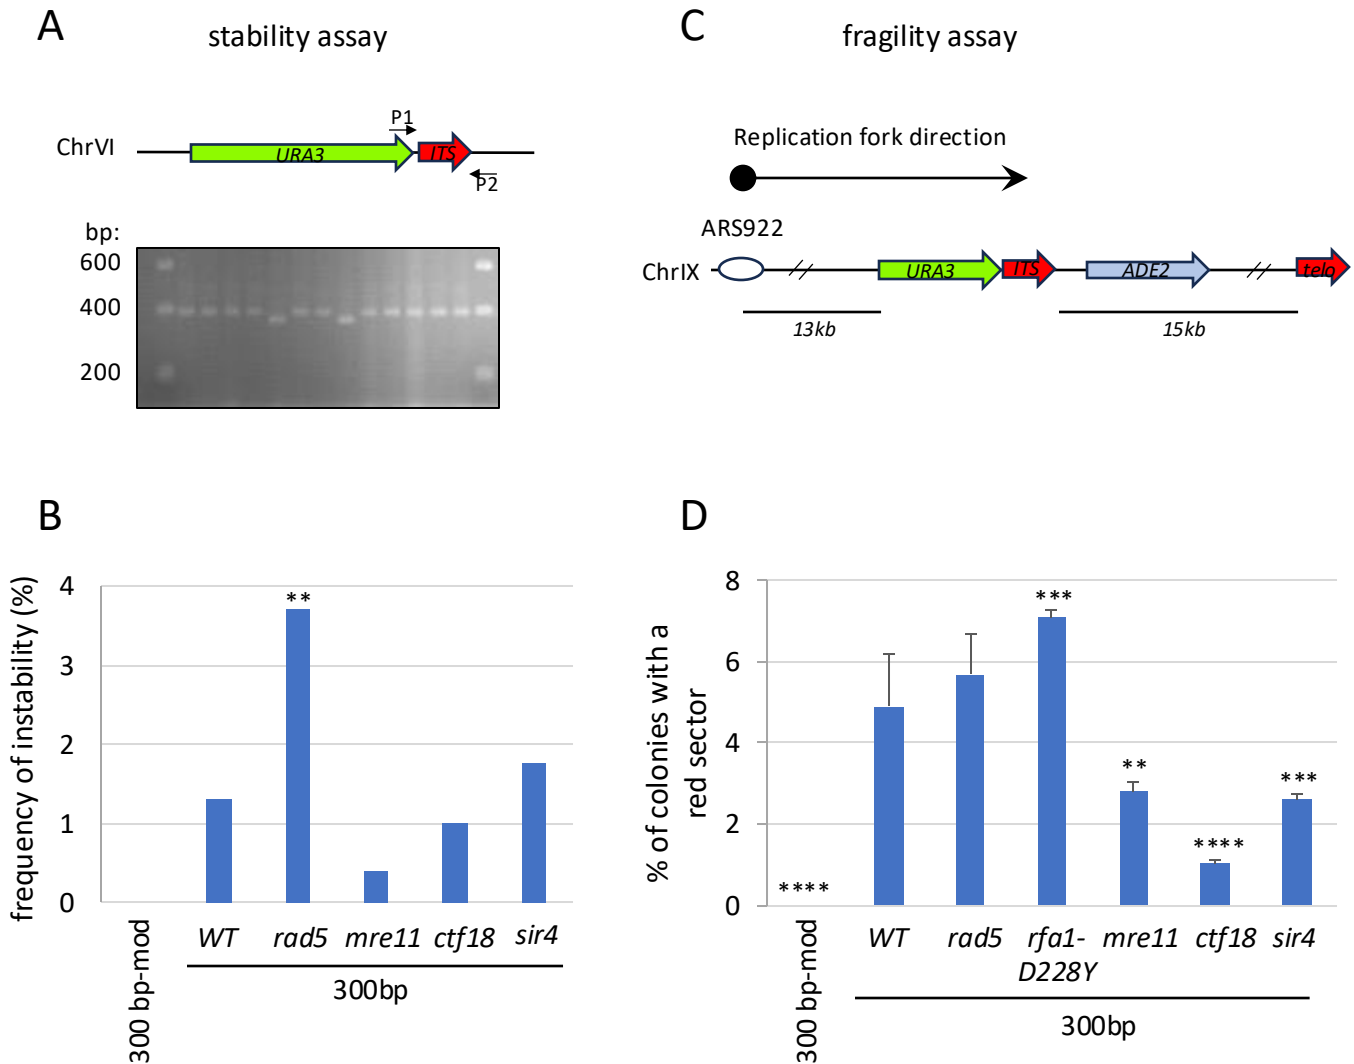 A
stability assay
P1
ChrVI
URA3
ITS
P2
bp:
600
400
200
B
frequency of instability (%)
4
3
2
1
0
**
300 bp-mod
WT
rad5
mre11
ctf18
sir4
300bp
C
fragility assay
Replication fork direction
ARS922
ChrIX
URA3
ITS
ADE2
telo
13kb
15kb
D
% of colonies with a
red sector
8
6
4
2
0
****
***
**
****
***
300 bp-mod
WT
rad5
rfa1-
D228Y
mre11
ctf18
sir4
300bp